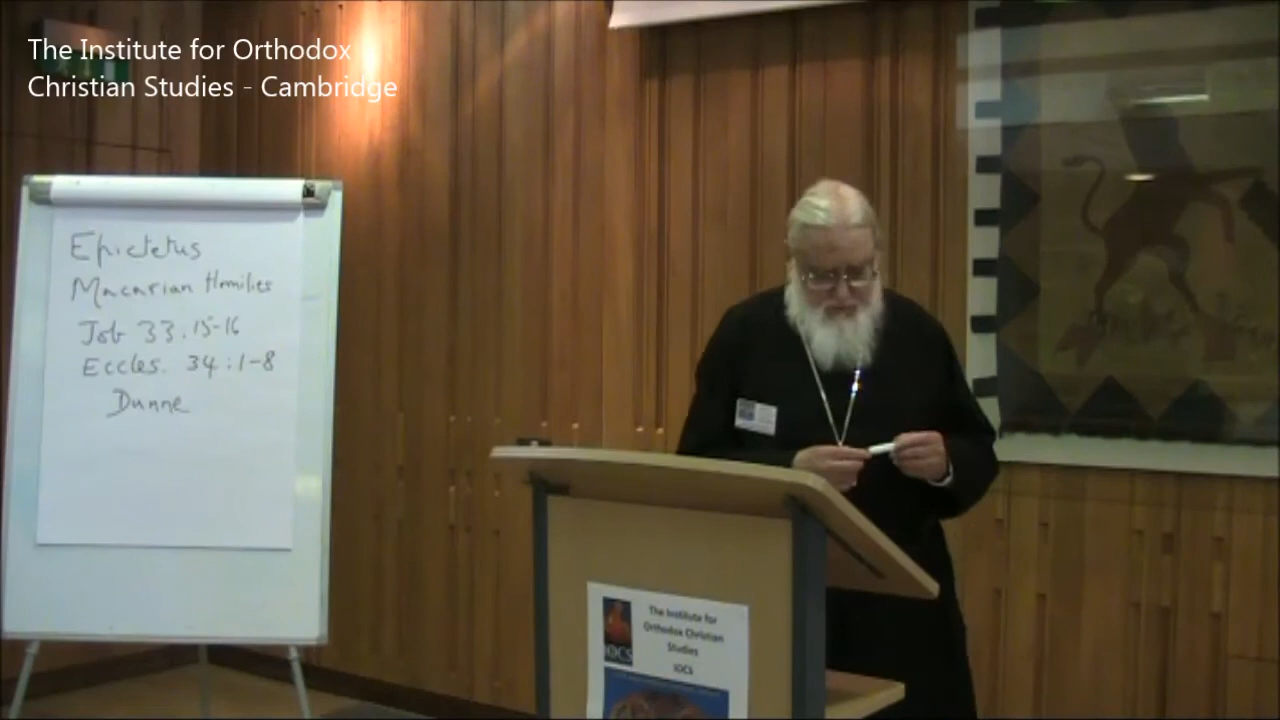 The Institute for Orthodox
Christian Studies - Cambridge
Epictetus
Macarian Homilies
Job 33.15-16
Eccles. 34:1-8
Dunne
The Institute for
Orthodox Christian
Studies
IOCS
IOCS